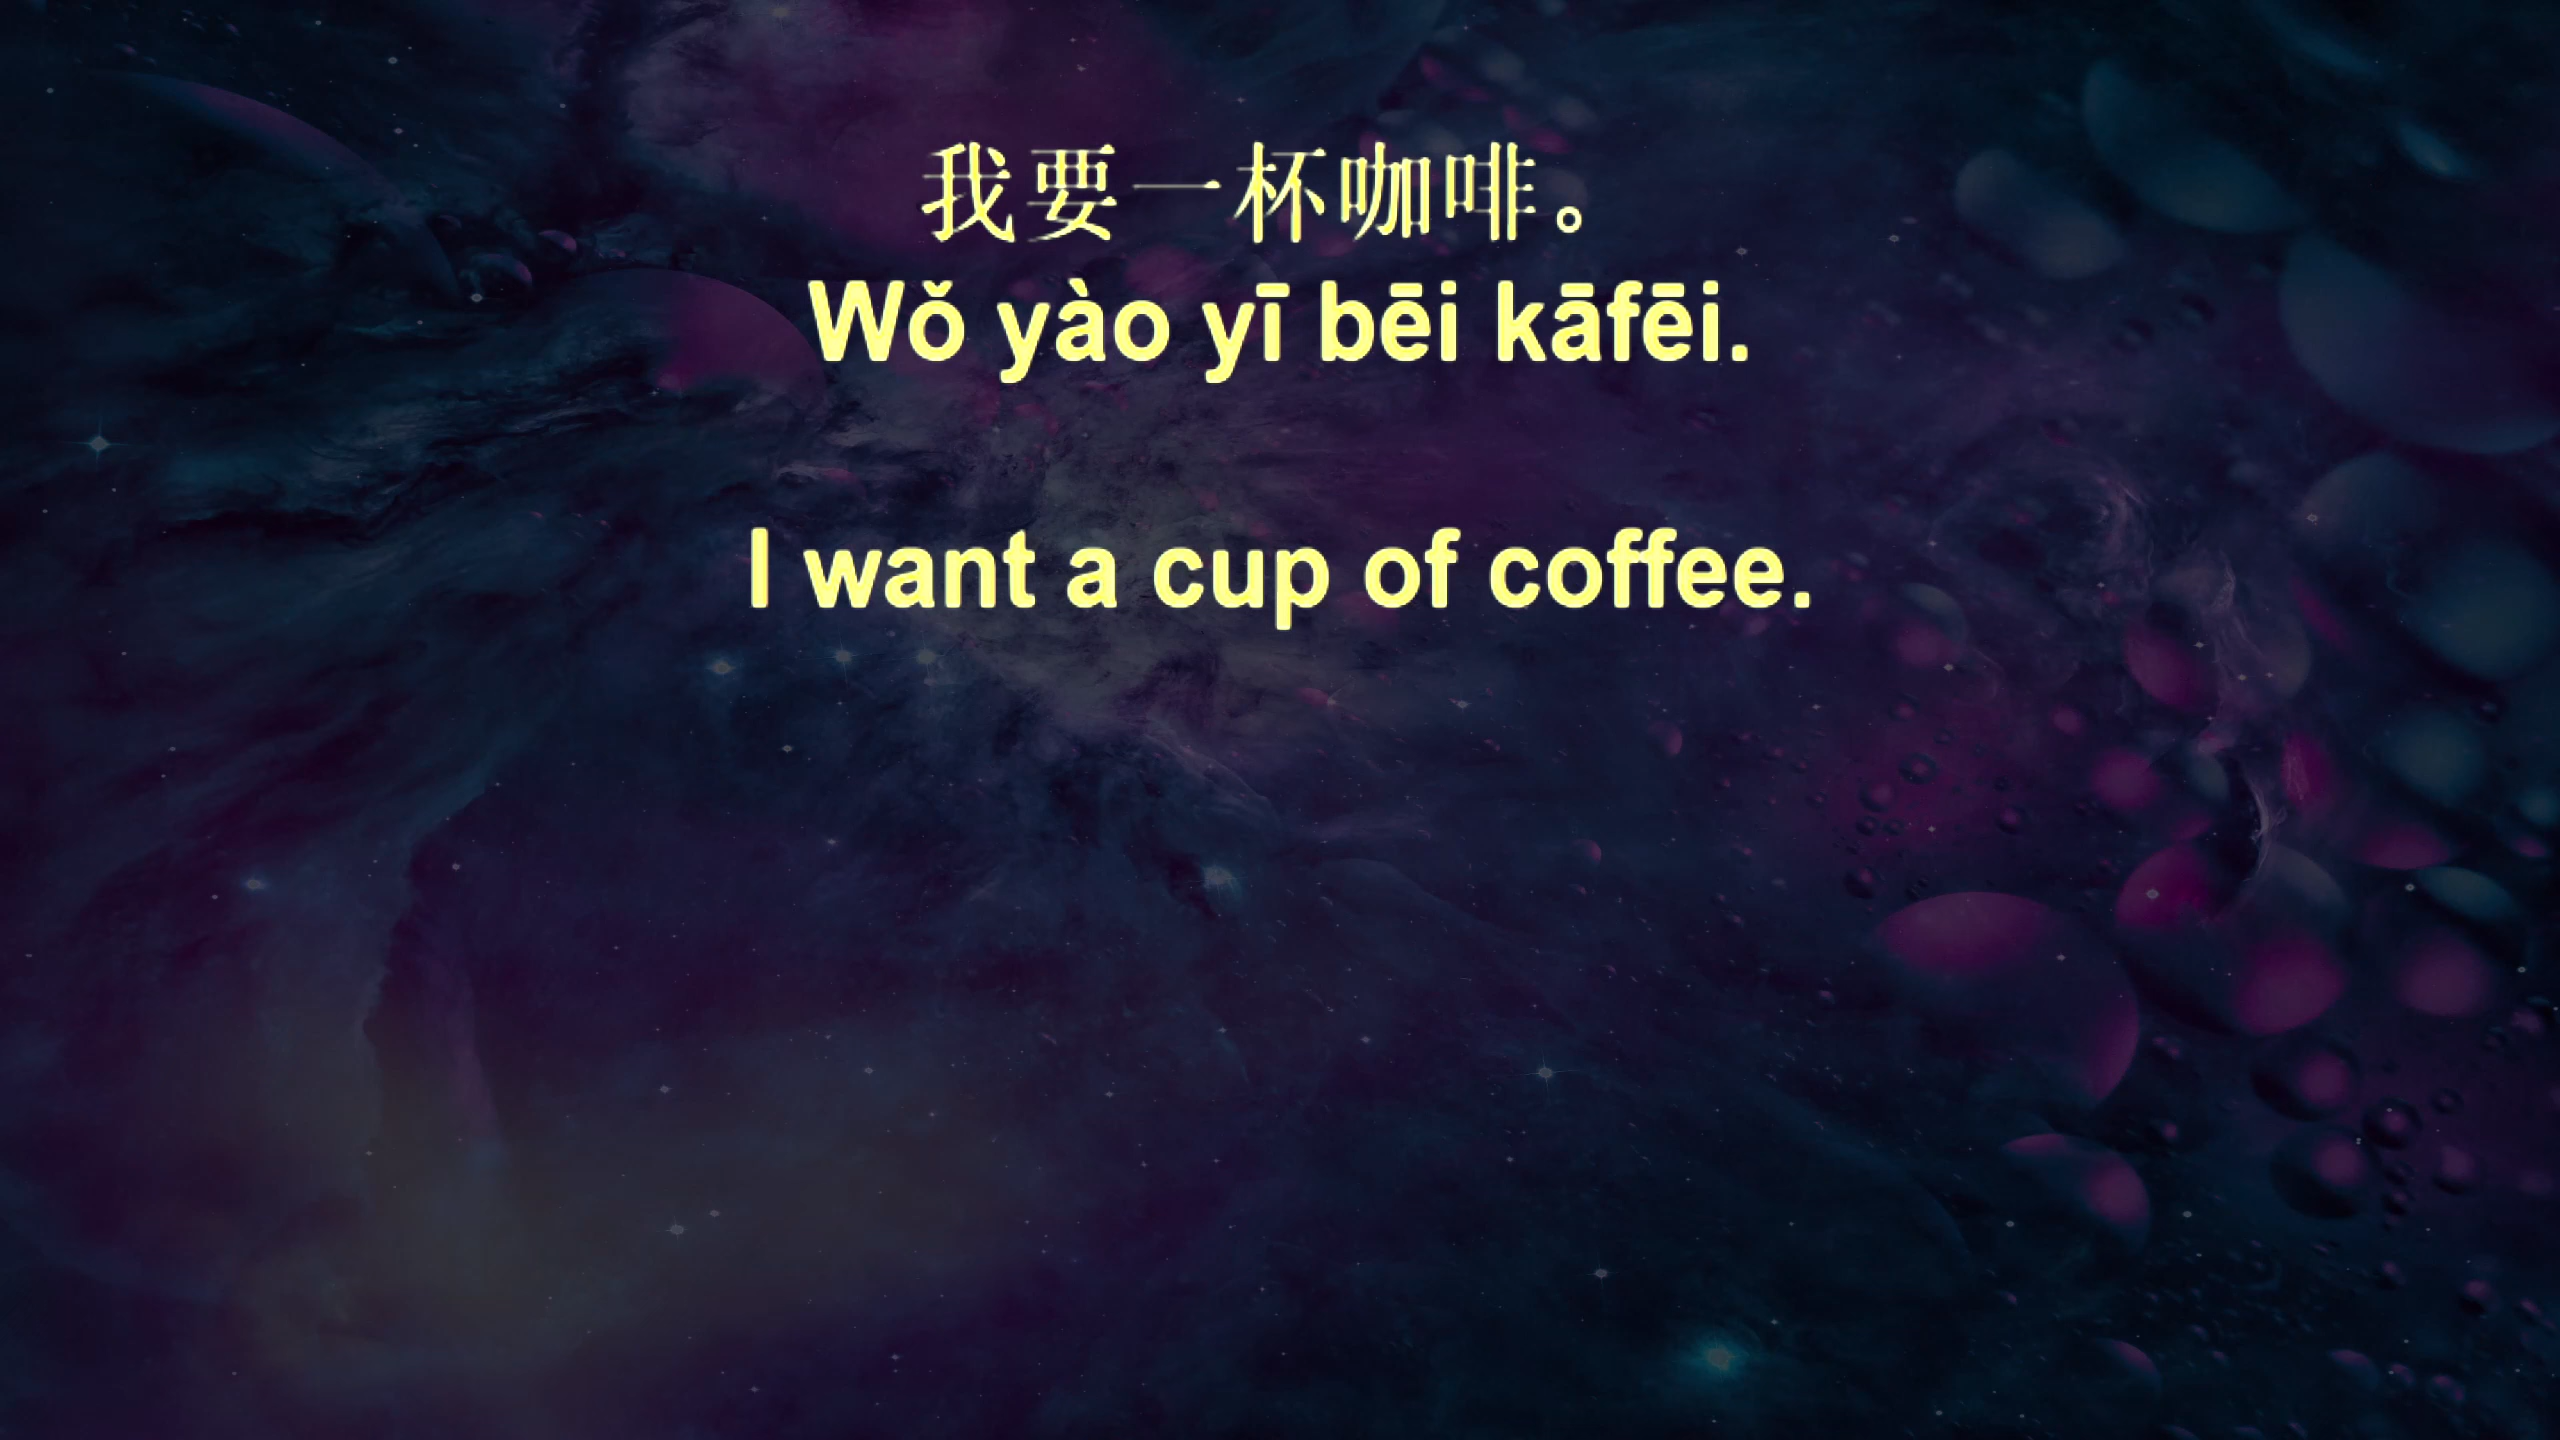 我要一杯咖啡。
Wǒ yào yī bēi kāfēi.
I want a cup of coffee.